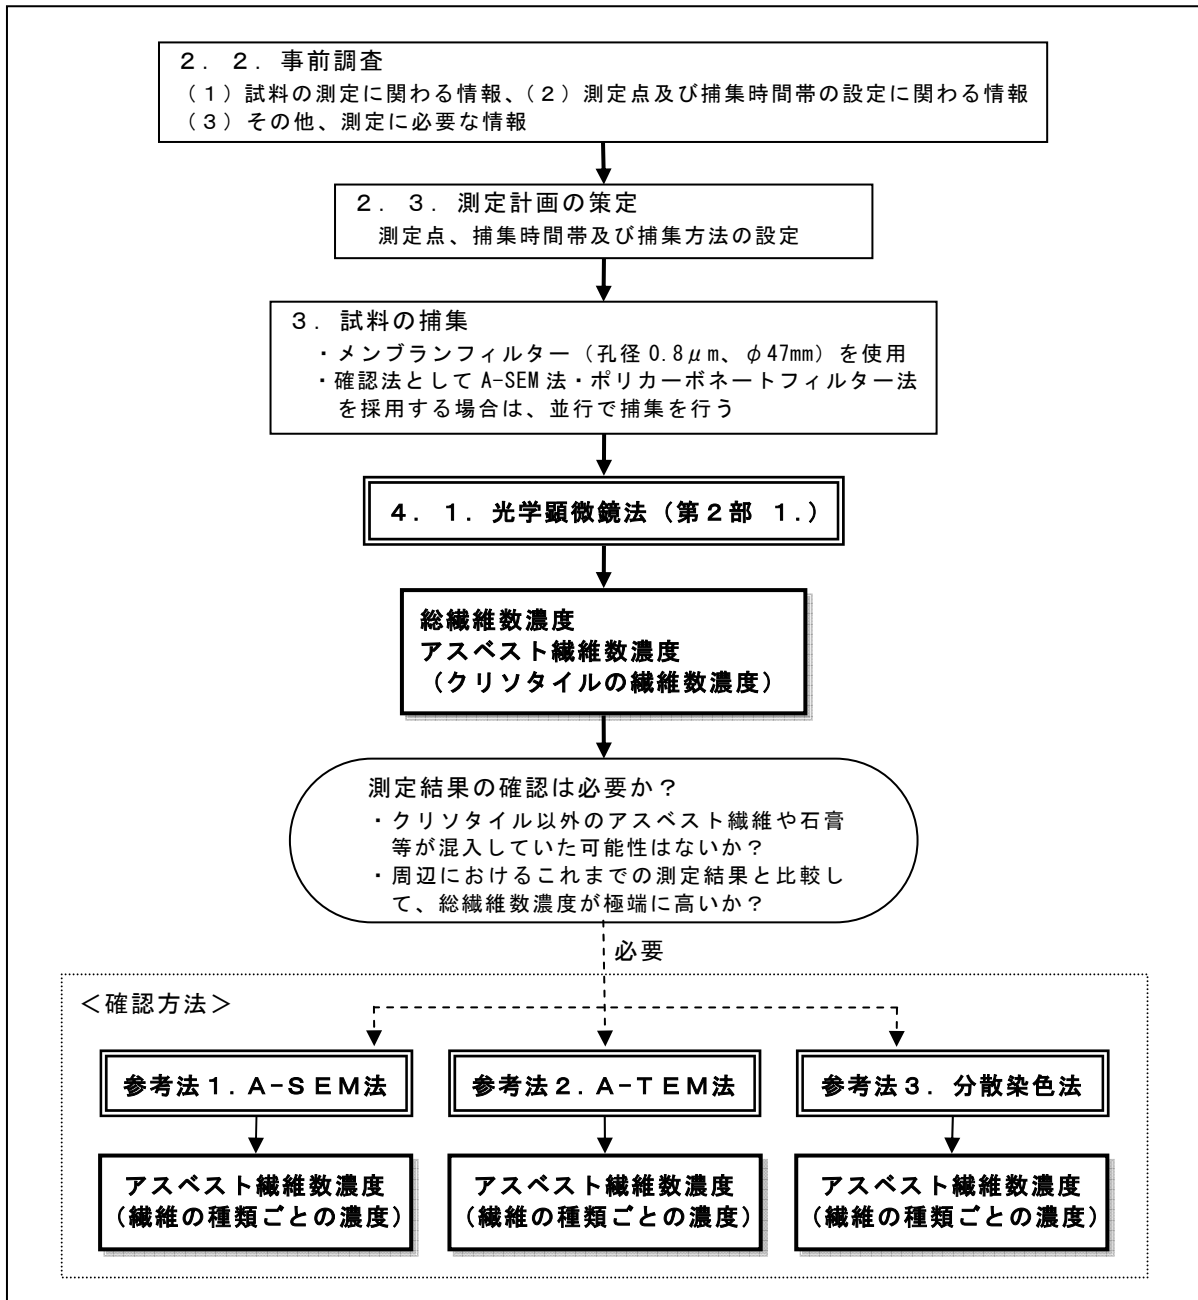 ２．２．事前調査
（１）試料の測定に関わる情報、（２）測定点及び捕集時間帯の設定に関わる情報
（３）その他、測定に必要な情報
２．３．測定計画の策定
測定点、捕集時間帯及び捕集方法の設定
３．試料の捕集
・メンブランフィルター（孔径 0.8μm、φ47mm）を使用
・確認法として A-SEM 法・ポリカーボネートフィルター法
を採用する場合は、並行で捕集を行う
４．１．光学顕微鏡法（第２部 1.）
総繊維数濃度
アスベスト繊維数濃度
（クリソタイルの繊維数濃度）
測定結果の確認は必要か？
・クリソタイル以外のアスベスト繊維や石膏
等が混入していた可能性はないか？
・周辺におけるこれまでの測定結果と比較し
て、総繊維数濃度が極端に高いか？
必要
＜確認方法＞
参考法１．Ａ-ＳＥＭ法
参考法２．Ａ-ＴＥＭ法
参考法３．分散染色法
アスベスト繊維数濃度
（繊維の種類ごとの濃度）
アスベスト繊維数濃度
（繊維の種類ごとの濃度）
アスベスト繊維数濃度
（繊維の種類ごとの濃度）